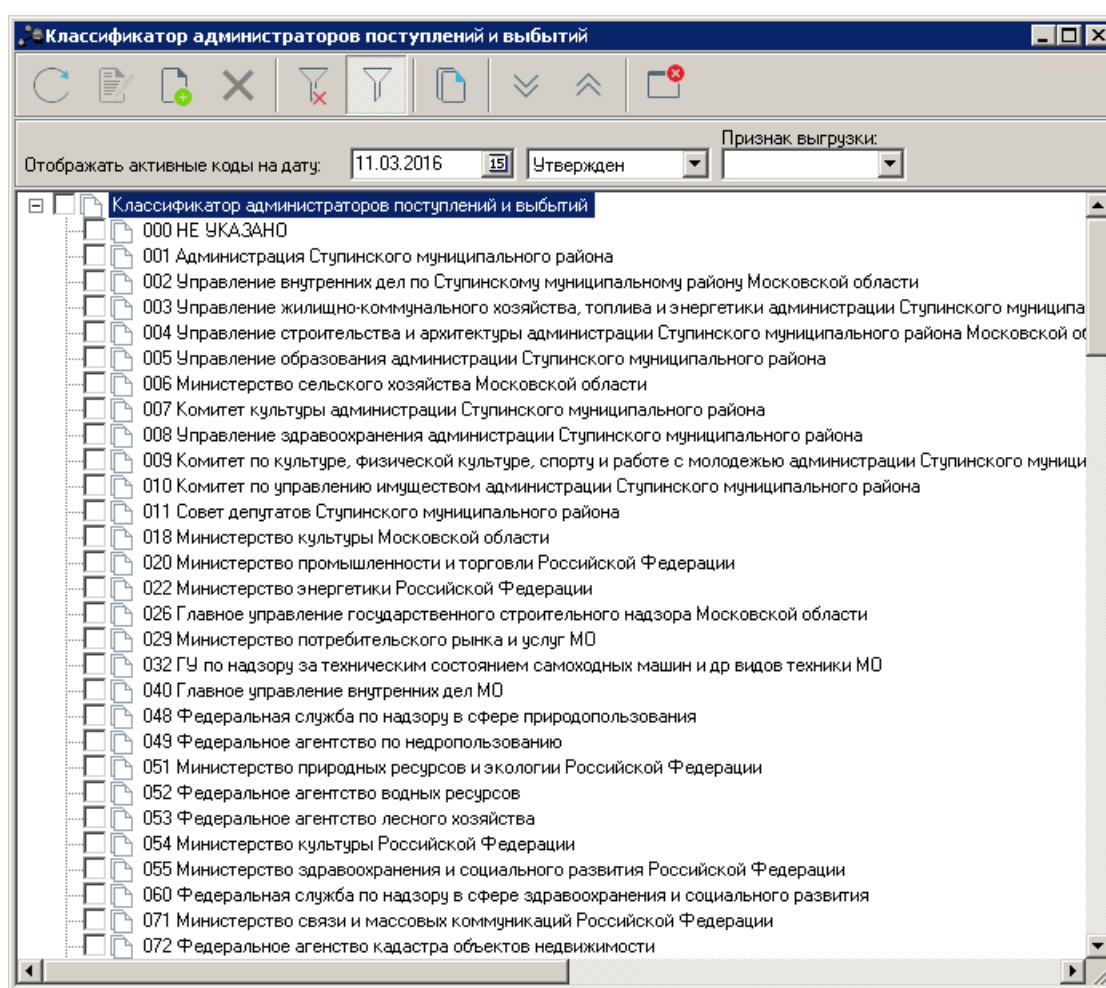 Классификатор администраторов поступлений и выбытий
Признак выгрузки:
Отображать активные коды на дату: 11.03.2016 15 Утвержден
Классификатор администраторов поступлений и выбытий
000 НЕ УКАЗАНО
001 Администрация Ступинского муниципального района
002 Управление внутренних дел по Ступинскому муниципальному району Московской области
003 Управление жилищно-коммунального хозяйства, топлива и энергетики администрации Ступинского муниципа
004 Управление строительства и архитектуры администрации Ступинского муниципального района Московской об
005 Управление образования администрации Ступинского муниципального района
006 Министерство сельского хозяйства Московской области
007 Комитет культуры администрации Ступинского муниципального района
008 Управление здравоохранения администрации Ступинского муниципального района
009 Комитет по культуре, физической культуре, спорту и работе с молодежью администрации Ступинского муници
010 Комитет по управлению имуществом администрации Ступинского муниципального района
011 Совет депутатов Ступинского муниципального района
018 Министерство культуры Московской области
020 Министерство промышленности и торговли Российской Федерации
022 Министерство энергетики Российской Федерации
026 Главное управление государственного строительного надзора Московской области
029 Министерство потребительского рынка и услуг МО
032 ГУ по надзору за техническим состоянием самоходных машин и др видов техники МО
040 Главное управление внутренних дел МО
048 Федеральная служба по надзору в сфере природопользования
049 Федеральное агентство по недропользованию
051 Министерство природных ресурсов и экологии Российской Федерации
052 Федеральное агентство водных ресурсов
053 Федеральное агентство лесного хозяйства
054 Министерство культуры Российской Федерации
055 Министерство здравоохранения и социального развития Российской Федерации
060 Федеральная служба по надзору в сфере здравоохранения и социального развития
071 Министерство связи и массовых коммуникаций Российской Федерации
072 Федеральное агенство кадастра объектов недвижимости